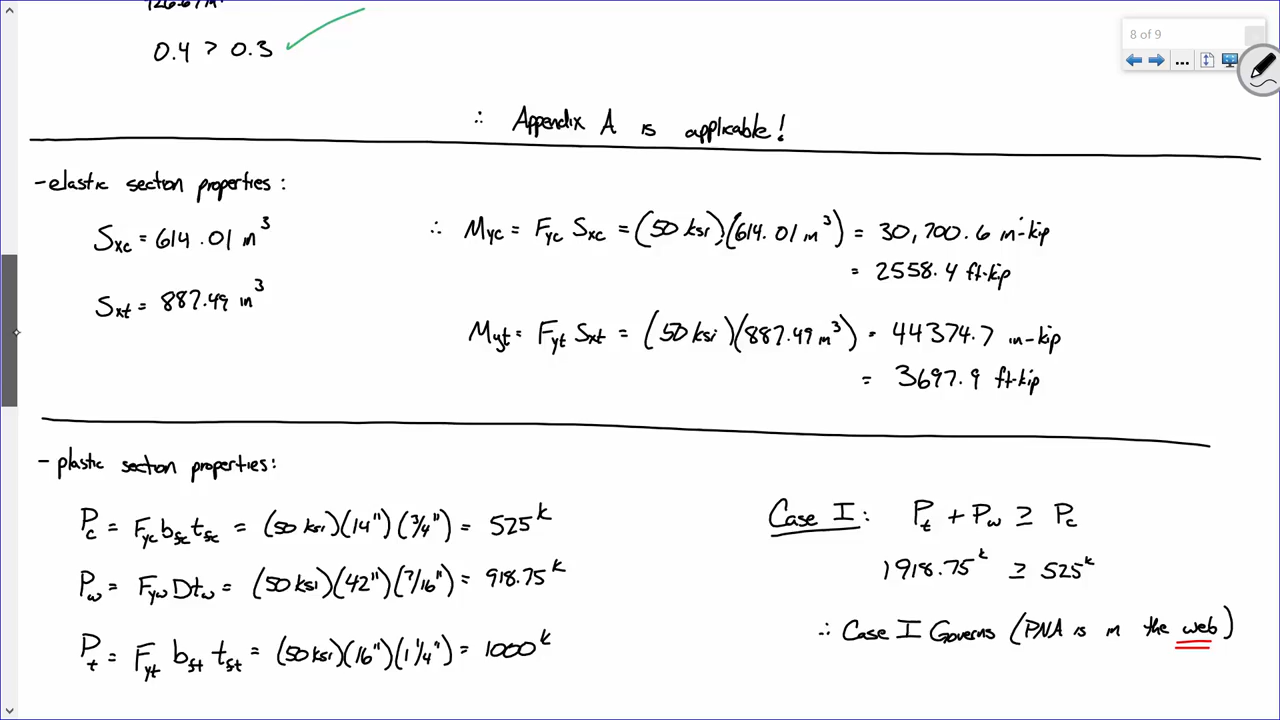 0.4 > 0.3 ✓
8 of 9
∴ Appendix A is applicable!
- elastic section properties:
Sxc = 614.01 in³
∴ Myc = Fyc Sxc = (50 ksi)(614.01 in³) = 30,700.6 in-kip
= 2558.4 ft-kip
Sxt = 887.49 in³
Myt = Fyt Sxt = (50 ksi)(887.49 in³) = 44374.7 in-kip
= 3697.9 ft-kip
- plastic section properties:
Pc = Fyc bfc tfc = (50 ksi)(14")(3/4") = 525ᵏ
Pw = Fyw D tw = (50 ksi)(42")(7/16") = 918.75ᵏ
Pt = Fyt bft tft = (50 ksi)(16")(1 1/4") = 1000ᵏ
Case I: Pt + Pw ≥ Pc
1918.75ᵏ ≥ 525ᵏ
∴ Case I Governs (PNA is in the web)